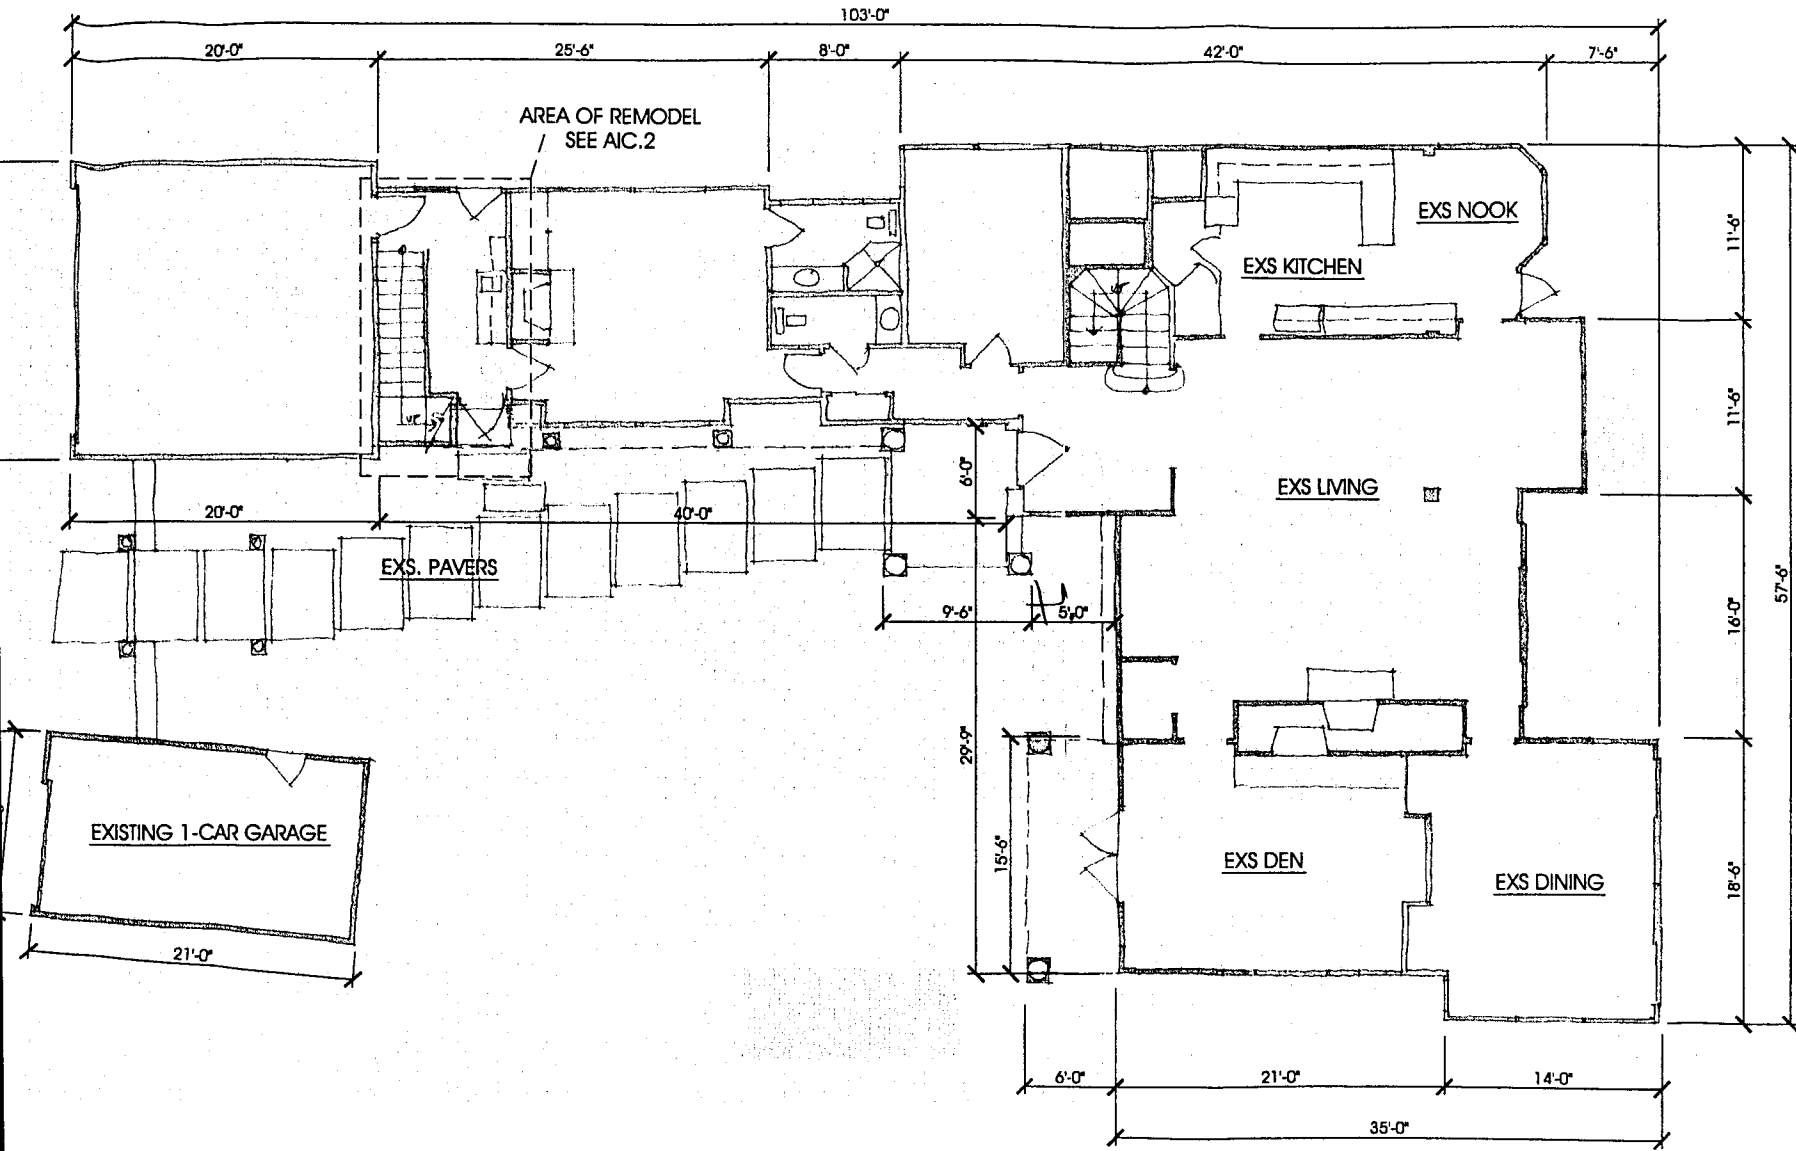 103'-0"
20'-0"
25'-6"
8'-0"
42'-0"
7'-6"
AREA OF REMODEL
SEE A1C.2
EXS NOOK
11'-6"
EXS KITCHEN
UP
11'-6"
57'-6"
UP
6'-0"
EXS LIVING
20'-0"
40'-0"
EXS. PAVERS
9'-6"
5'-0"
16'-0"
29'-9"
15'-6"
EXISTING 1-CAR GARAGE
EXS DEN
EXS DINING
18'-6"
21'-0"
6'-0"
21'-0"
14'-0"
35'-0"